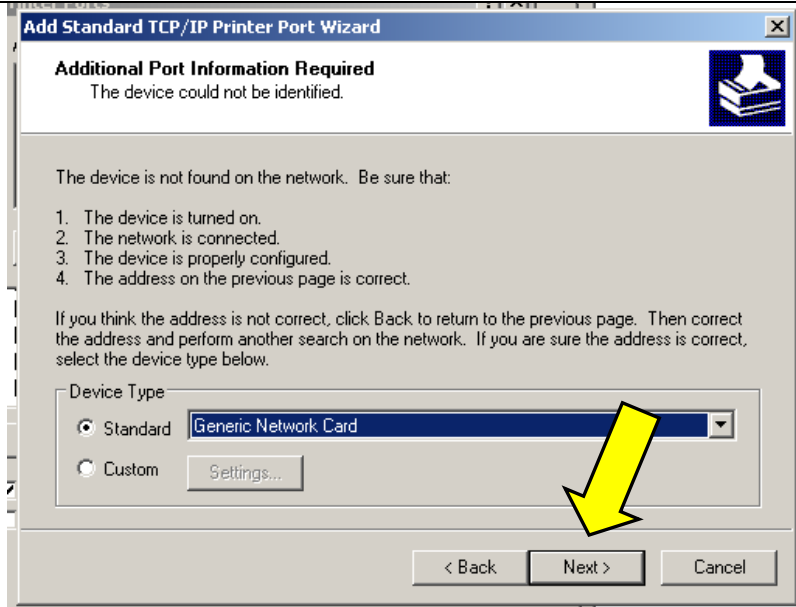 Printer Ports
Add Standard TCP/IP Printer Port Wizard
Additional Port Information Required
The device could not be identified.
The device is not found on the network. Be sure that:
1. The device is turned on.
2. The network is connected.
3. The device is properly configured.
4. The address on the previous page is correct.
If you think the address is not correct, click Back to return to the previous page. Then correct
the address and perform another search on the network. If you are sure the address is correct,
select the device type below.
Device Type
Standard
Generic Network Card
Custom
Settings...
< Back
Next >
Cancel